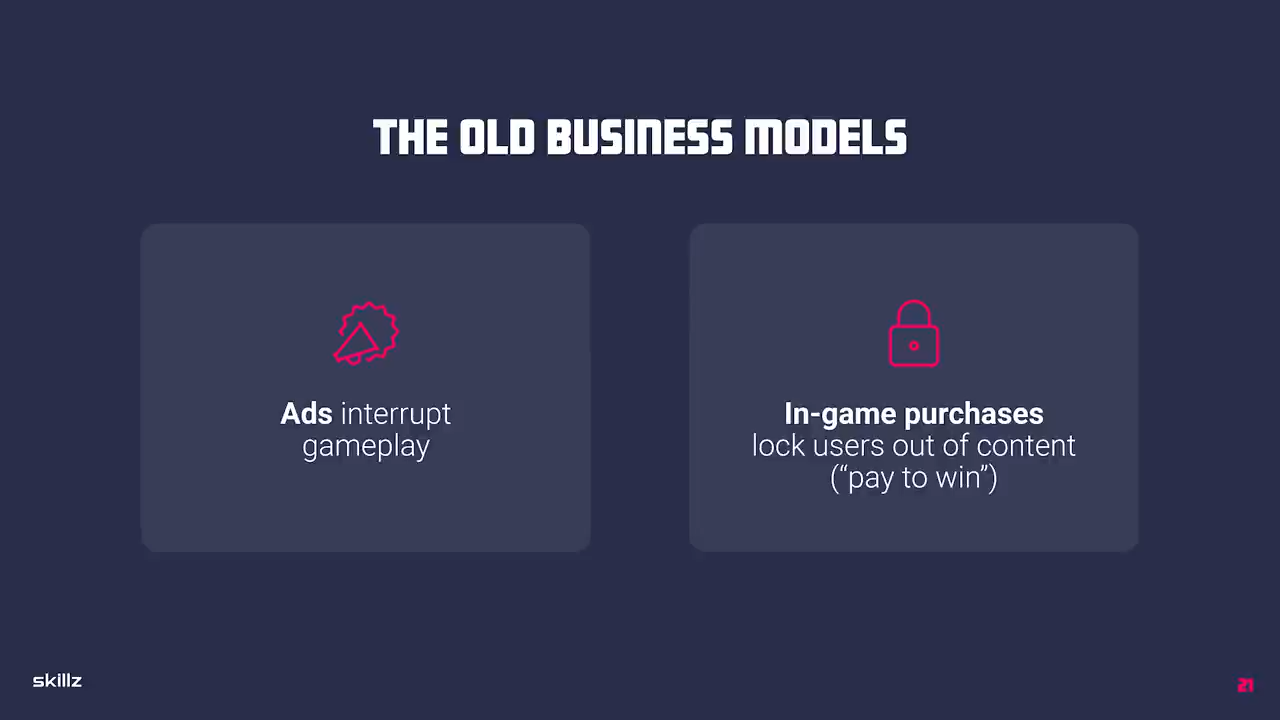 THE OLD BUSINESS MODELS
Ads interrupt
gameplay
In-game purchases
lock users out of content
(“pay to win”)
skillz
21